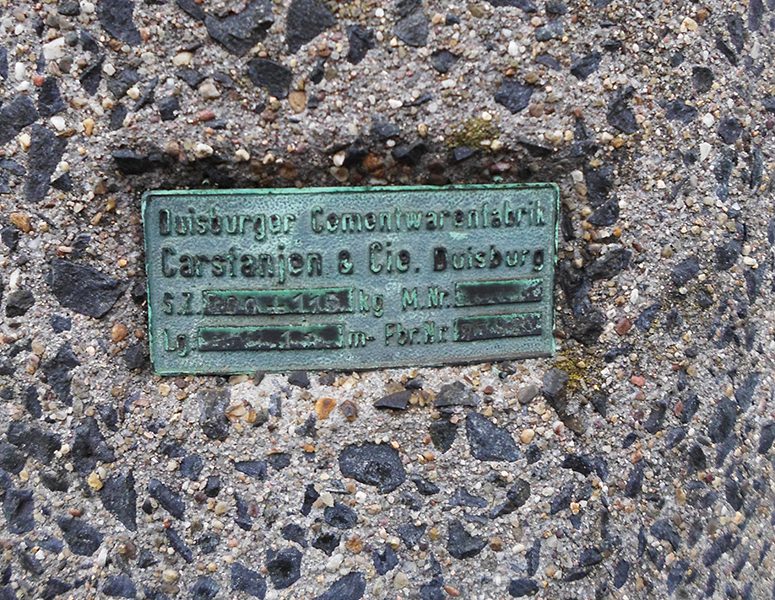 Duisburger Cementwarenfabrik
Carstanjen & Cie. Duisburg
S.Z. kg M.Nr.
Lg. m- Fbr.Nr.